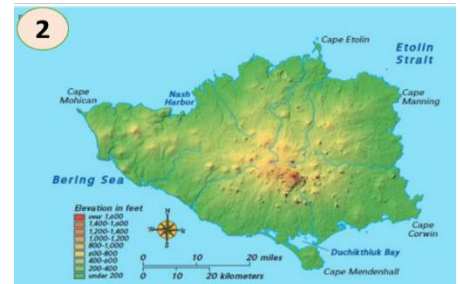 2
Cape Etolin
Etolin
Strait
Cape
Mohican
Nash
Harbor
Cape
Manning
Bering Sea
Elevation in feet
over 1,600
1,400-1,600
1,200-1,400
1,000-1,200
800-1,000
600-800
400-600
200-400
under 200
W
0 10 20 miles
0 10 20 kilometers
Cape
Corwin
Duchikthluk Bay
Cape Mendenhall